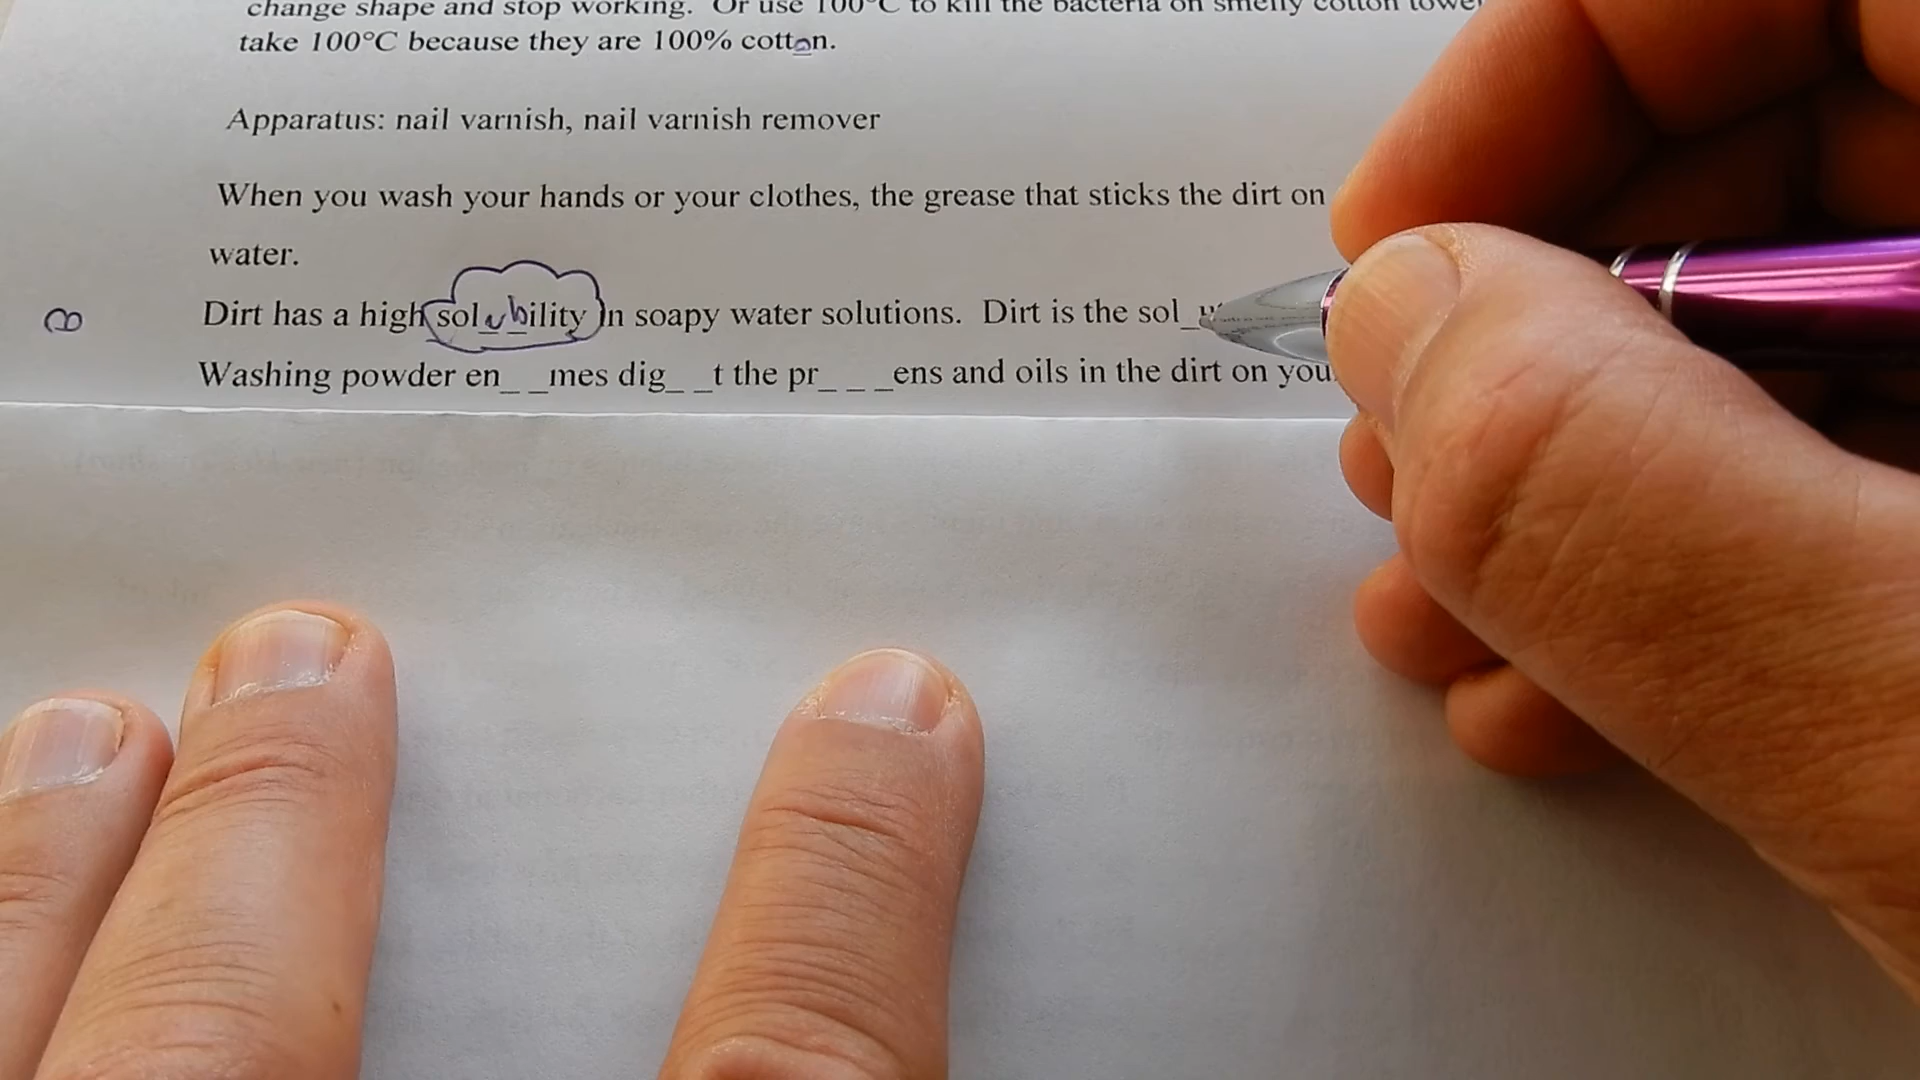 change shape and stop working. Or use 100°C to kill the bacteria on smelly cotton
take 100°C because they are 100% cotton.
Apparatus: nail varnish, nail varnish remover
When you wash your hands or your clothes, the grease that sticks the dirt on
water.
8 Dirt has a high solubility in soapy water solutions. Dirt is the sol_u
Washing powder en_ _mes dig_ _t the pr_ _ _ens and oils in the dirt on you